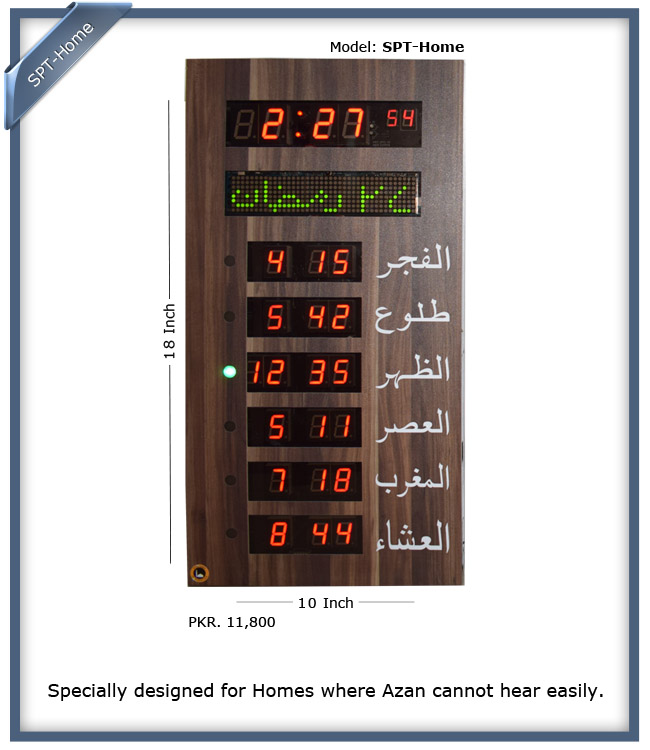 SPT-Home
Model: SPT-Home
2:27 54
٢٤ رمضان
4 15 الفجر
5 42 طلوع
12 35 الظهر
5 11 العصر
7 18 المغرب
8 44 العشاء
18 Inch
10 Inch
PKR. 11,800
Specially designed for Homes where Azan cannot hear easily.